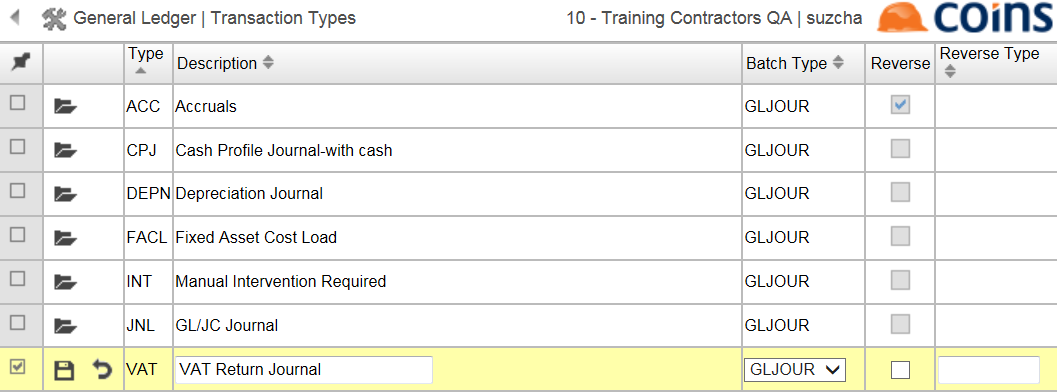 General Ledger | Transaction Types 10 - Training Contractors QA | suzcha coins
Type Description Batch Type Reverse Reverse Type
ACC Accruals GLJOUR
CPJ Cash Profile Journal-with cash GLJOUR
DEPN Depreciation Journal GLJOUR
FACL Fixed Asset Cost Load GLJOUR
INT Manual Intervention Required GLJOUR
JNL GL/JC Journal GLJOUR
VAT VAT Return Journal GLJOUR